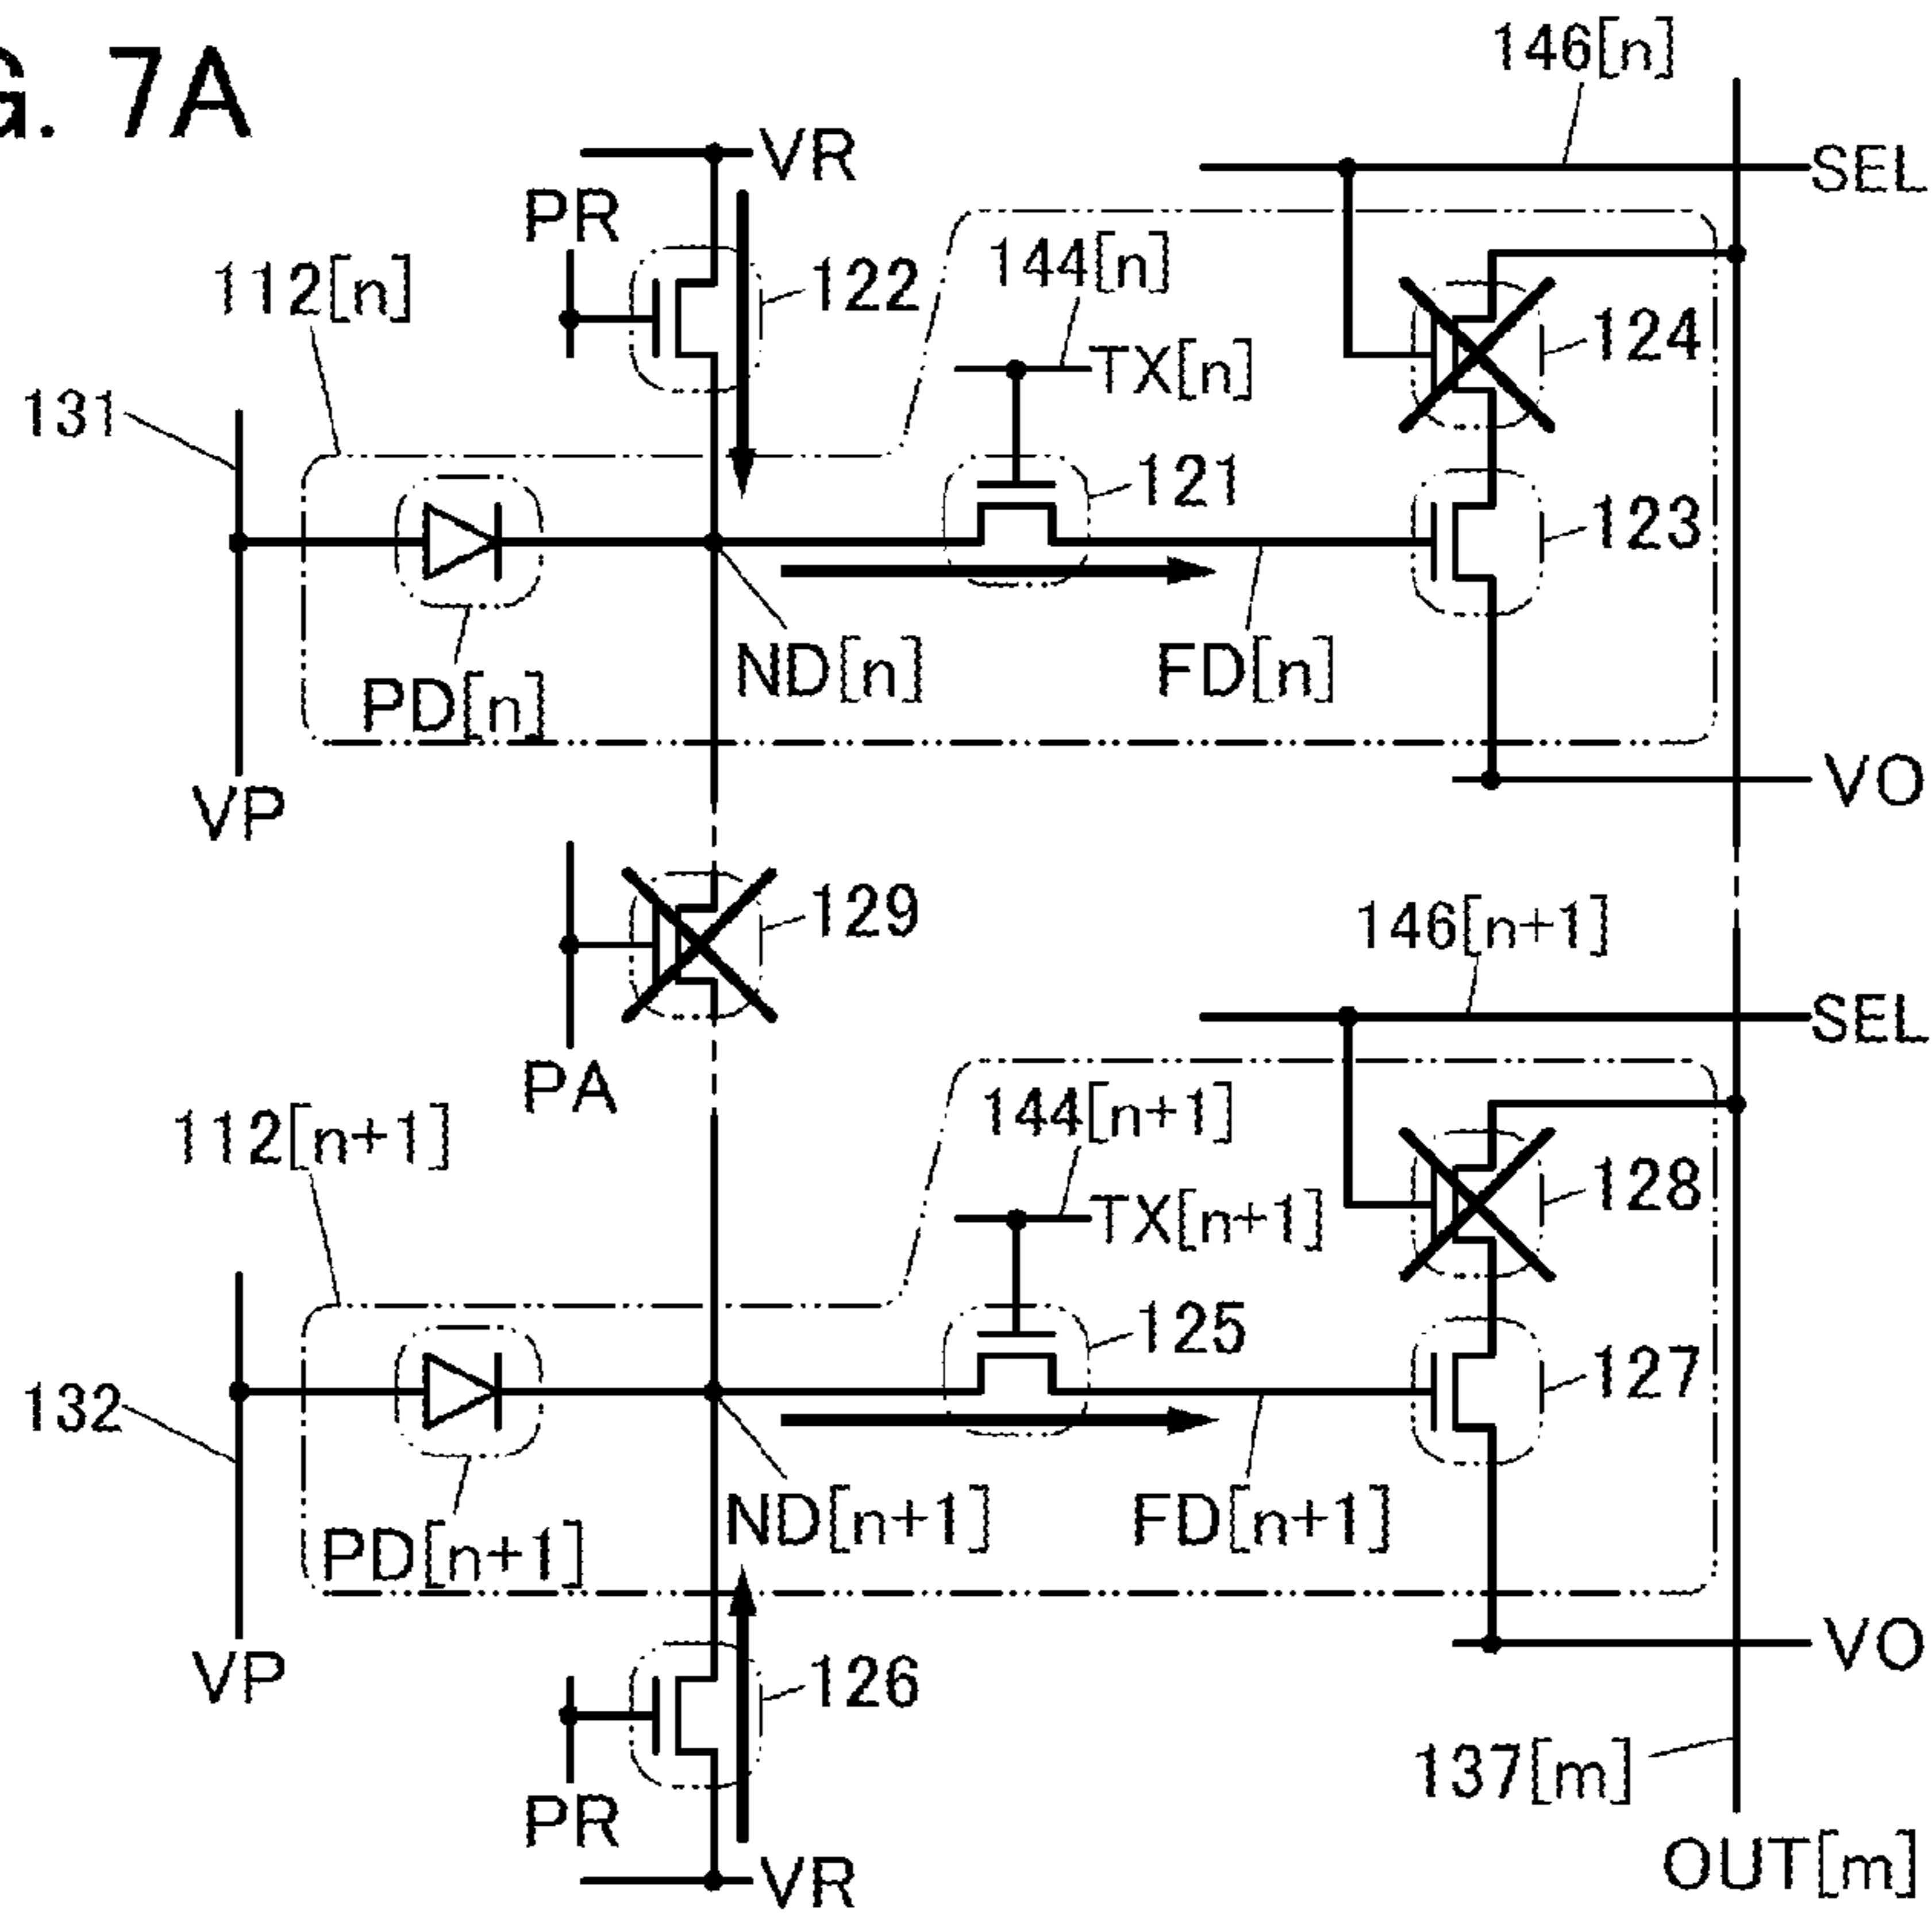 G. 7A
146[n]
VR
SEL
PR
144[n]
112[n]
122
124
TX[n]
131
121
123
ND[n]
FD[n]
PD[n]
VP
VO
129
146[n+1]
SEL
PA
144[n+1]
112[n+1]
128
TX[n+1]
125
127
132
ND[n+1]
FD[n+1]
PD[n+1]
VP
VO
126
137[m]
PR
VR
OUT[m]